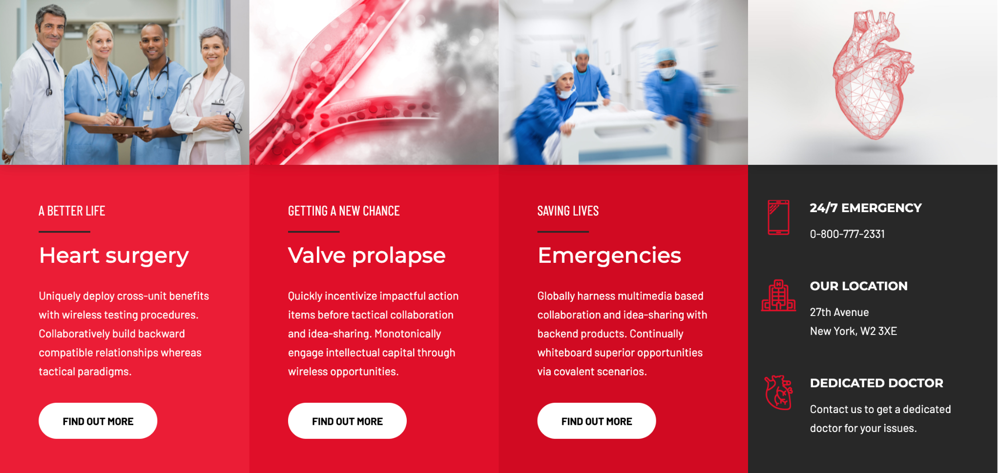 A BETTER LIFE
Heart surgery
Uniquely deploy cross-unit benefits
with wireless testing procedures.
Collaboratively build backward
compatible relationships whereas
tactical paradigms.
FIND OUT MORE
GETTING A NEW CHANCE
Valve prolapse
Quickly incentivize impactful action
items before tactical collaboration
and idea-sharing. Monotonically
engage intellectual capital through
wireless opportunities.
FIND OUT MORE
SAVING LIVES
Emergencies
Globally harness multimedia based
collaboration and idea-sharing with
backend products. Continually
whiteboard superior opportunities
via covalent scenarios.
FIND OUT MORE
24/7 EMERGENCY
0-800-777-2331
OUR LOCATION
27th Avenue
New York, W2 3XE
DEDICATED DOCTOR
Contact us to get a dedicated
doctor for your issues.